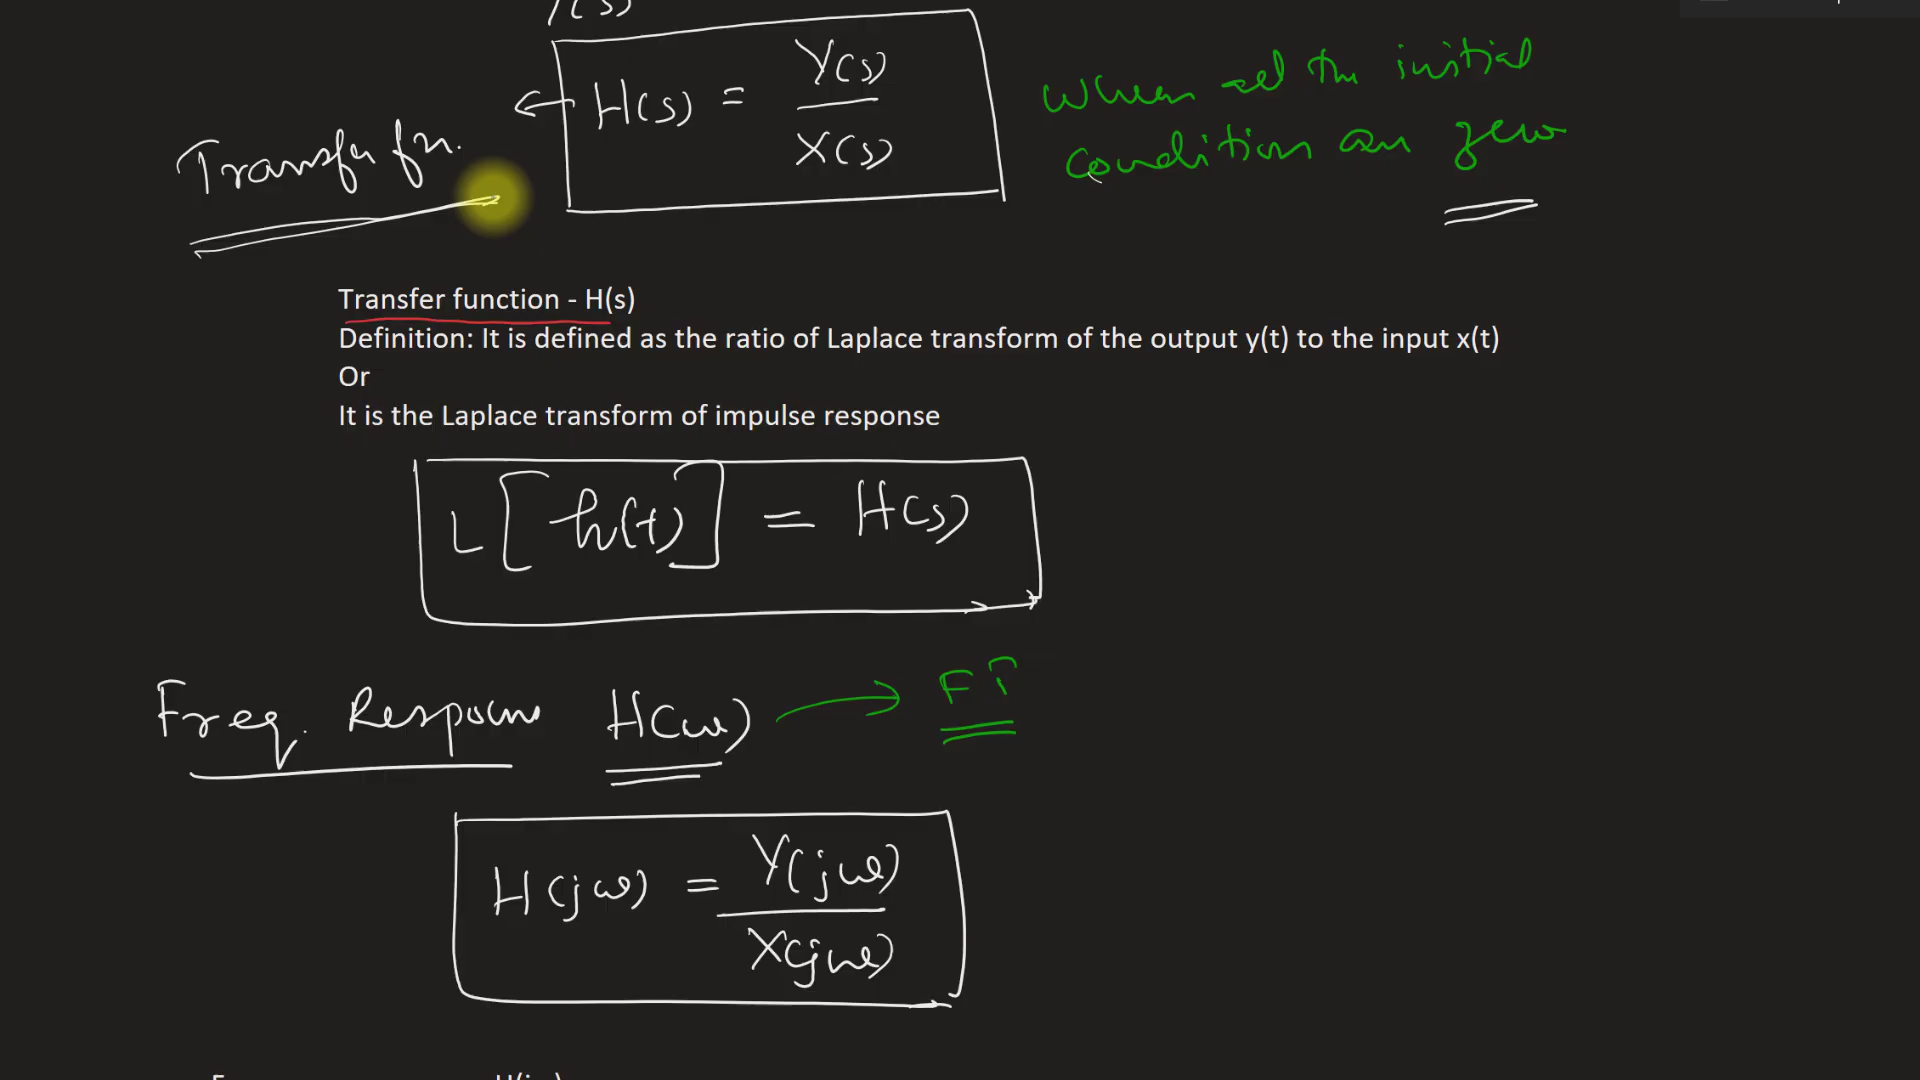 H(s) = Y(s) / X(s)
When all the initial
condition are zero
Transfer fn.
Transfer function - H(s)
Definition: It is defined as the ratio of Laplace transform of the output y(t) to the input x(t)
Or
It is the Laplace transform of impulse response
L[h(t)] = H(s)
Freq. Respons H(ω) → FT
H(jω) = Y(jω) / X(jω)